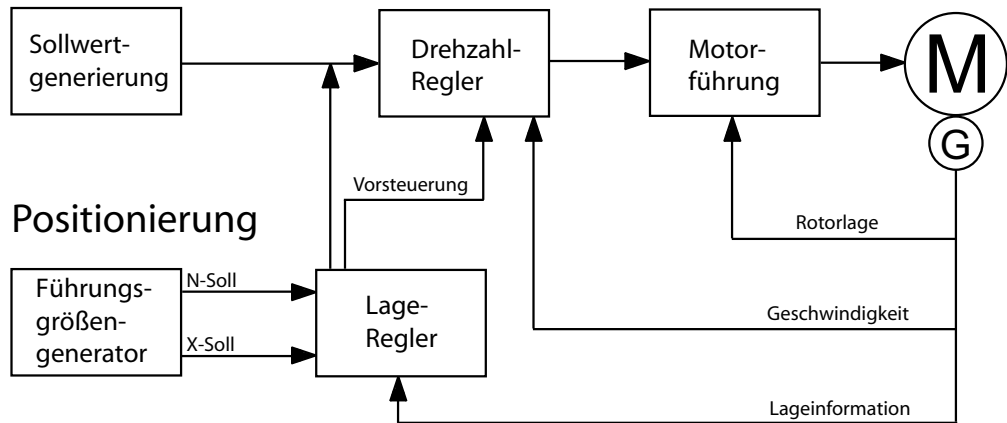 Sollwert-
generierung
Drehzahl-
Regler
Motor-
führung
M
G
Vorsteuerung
Positionierung
Rotorlage
Führungs-
größen-
generator
N-Soll
X-Soll
Lage-
Regler
Geschwindigkeit
Lageinformation